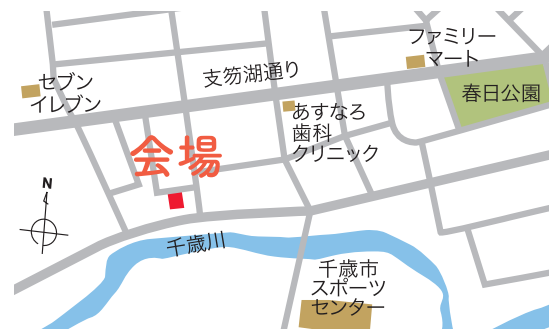 ファミリー
マート
支笏湖通り
セブン
イレブン
春日公園
あすなろ
歯科
クリニック
会場
N
千歳川
千歳市
スポーツ
センター